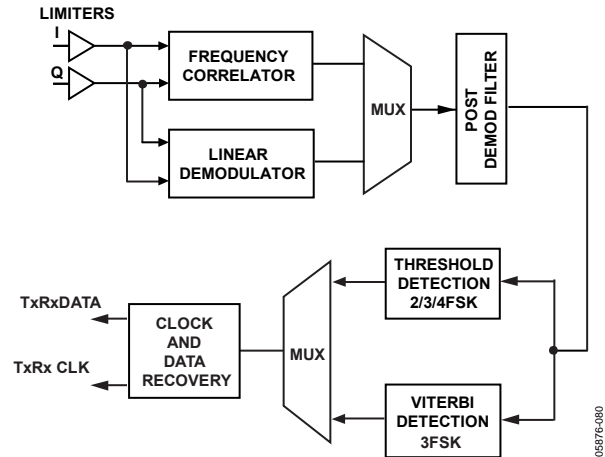 LIMITERS
I
Q
FREQUENCY
CORRELATOR
LINEAR
DEMODULATOR
MUX
POST
DEMOD FILTER
THRESHOLD
DETECTION
2/3/4FSK
VITERBI
DETECTION
3FSK
MUX
CLOCK
AND
DATA
RECOVERY
TxRxDATA
TxRx CLK
05876-080